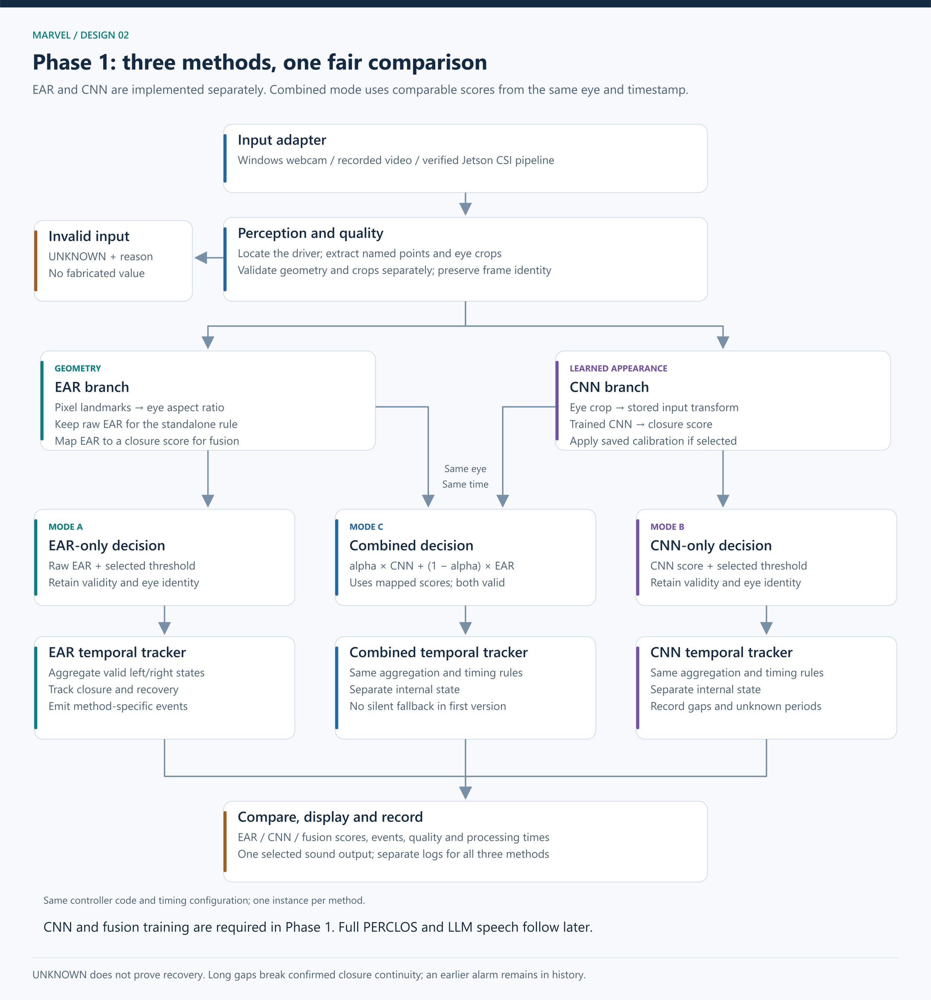 MARVEL / DESIGN 02
Phase 1: three methods, one fair comparison
EAR and CNN are implemented separately. Combined mode uses comparable scores from the same eye and timestamp.
Input adapter
Windows webcam / recorded video / verified Jetson CSI pipeline
Invalid input
UNKNOWN + reason
No fabricated value
Perception and quality
Locate the driver; extract named points and eye crops
Validate geometry and crops separately; preserve frame identity
GEOMETRY
EAR branch
Pixel landmarks → eye aspect ratio
Keep raw EAR for the standalone rule
Map EAR to a closure score for fusion
LEARNED APPEARANCE
CNN branch
Eye crop → stored input transform
Trained CNN → closure score
Apply saved calibration if selected
Same eye
Same time
MODE A
EAR-only decision
Raw EAR + selected threshold
Retain validity and eye identity
MODE C
Combined decision
alpha × CNN + (1 − alpha) × EAR
Uses mapped scores; both valid
MODE B
CNN-only decision
CNN score + selected threshold
Retain validity and eye identity
EAR temporal tracker
Aggregate valid left/right states
Track closure and recovery
Emit method-specific events
Combined temporal tracker
Same aggregation and timing rules
Separate internal state
No silent fallback in first version
CNN temporal tracker
Same aggregation and timing rules
Separate internal state
Record gaps and unknown periods
Compare, display and record
EAR / CNN / fusion scores, events, quality and processing times
One selected sound output; separate logs for all three methods
Same controller code and timing configuration; one instance per method.
CNN and fusion training are required in Phase 1. Full PERCLOS and LLM speech follow later.
UNKNOWN does not prove recovery. Long gaps break confirmed closure continuity; an earlier alarm remains in history.